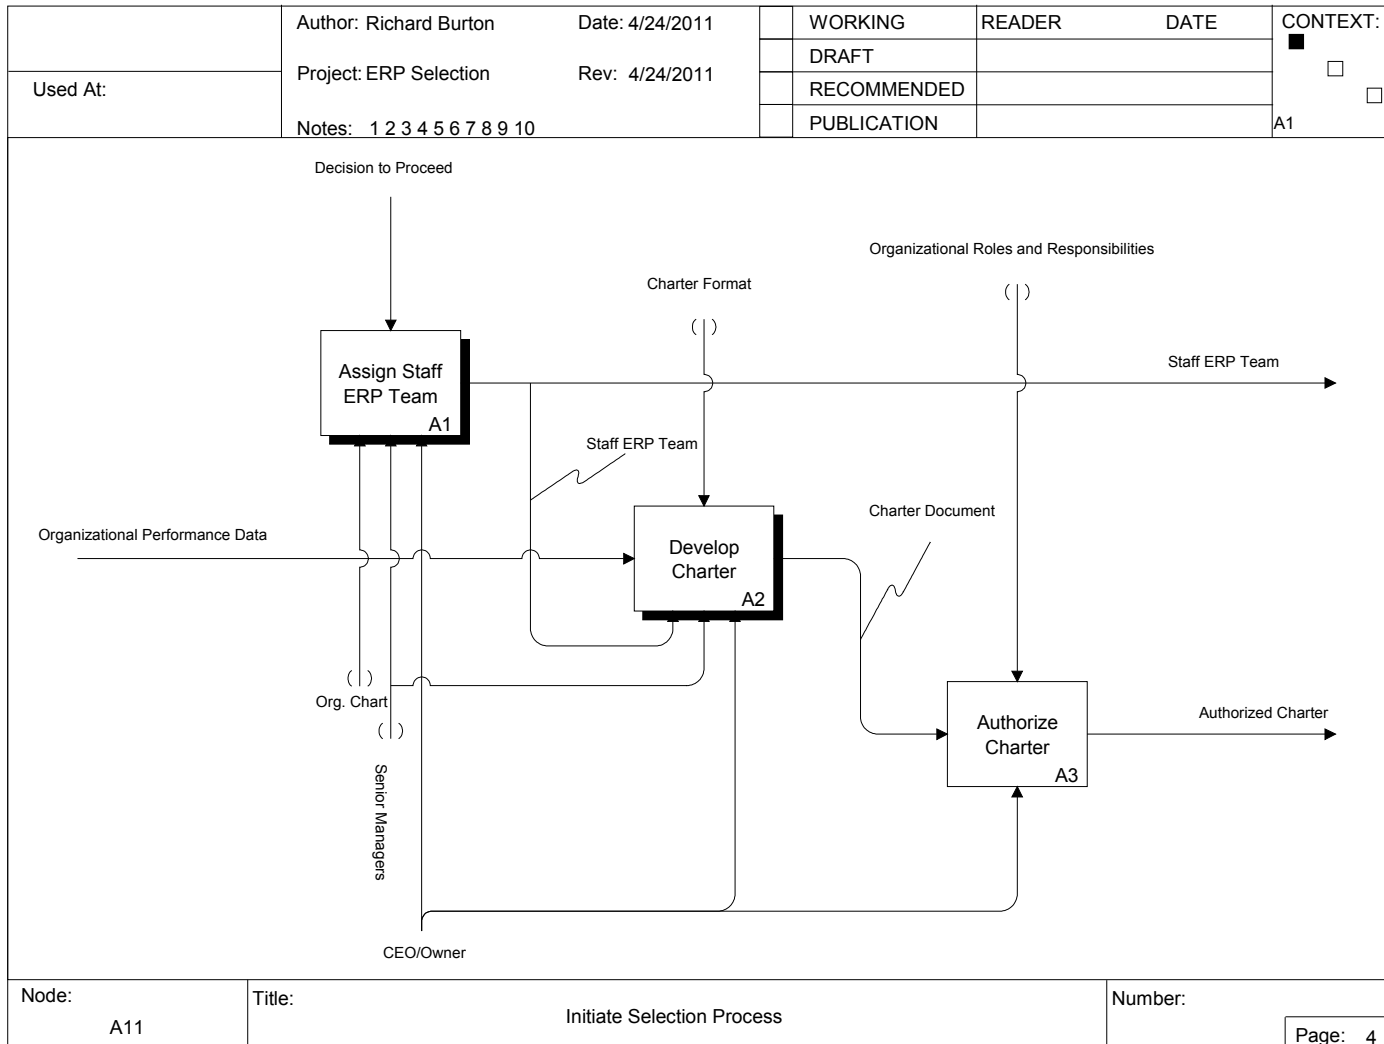 Used At:
Author: Richard Burton
Date: 4/24/2011
Project: ERP Selection
Rev: 4/24/2011
Notes: 1 2 3 4 5 6 7 8 9 10
WORKING
DRAFT
RECOMMENDED
PUBLICATION
READER
DATE
CONTEXT:
A1
Decision to Proceed
Organizational Roles and Responsibilities
Charter Format
Assign Staff
ERP Team
A1
Staff ERP Team
Staff ERP Team
Organizational Performance Data
Charter Document
Develop
Charter
A2
Org. Chart
Senior Managers
Authorize
Charter
A3
Authorized Charter
CEO/Owner
Node:
A11
Title:
Initiate Selection Process
Number:
Page: 4